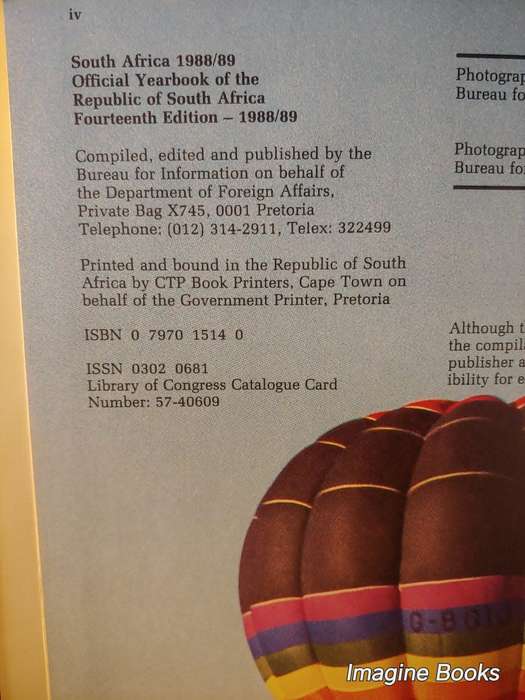 iv
South Africa 1988/89
Official Yearbook of the
Republic of South Africa
Fourteenth Edition – 1988/89
Compiled, edited and published by the
Bureau for Information on behalf of
the Department of Foreign Affairs,
Private Bag X745, 0001 Pretoria
Telephone: (012) 314-2911, Telex: 322499
Printed and bound in the Republic of South
Africa by CTP Book Printers, Cape Town on
behalf of the Government Printer, Pretoria
ISBN 0 7970 1514 0
ISSN 0302 0681
Library of Congress Catalogue Card
Number: 57-40609
Photograp
Bureau fo
Photograp
Bureau fo
Although t
the compil
publisher a
ibility for e
Imagine Books